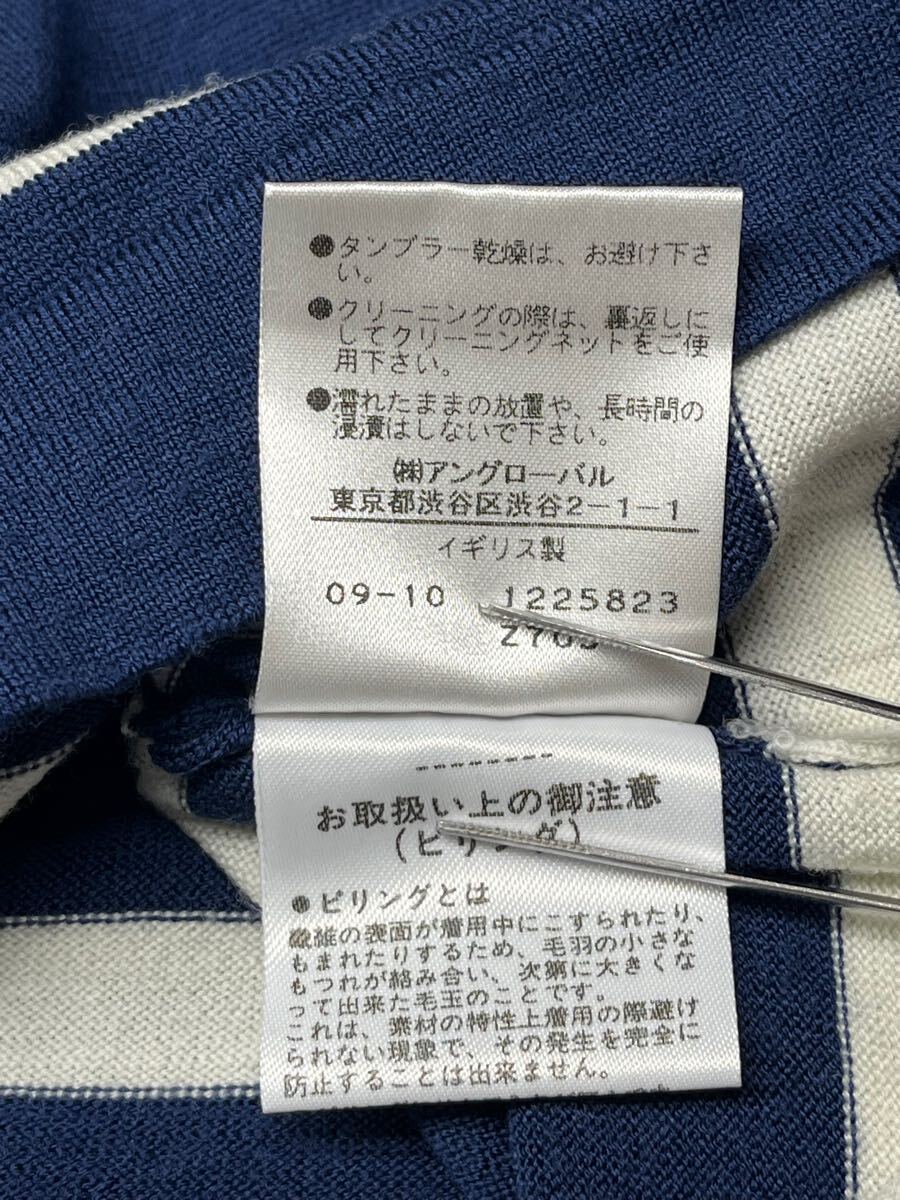 ●タンブラー乾燥は、お避け下さ
い。
●クリーニングの際は、裏返しに
してクリーニングネットをご使
用下さい。
●濡れたままの放置や、長時間の
浸漬はしないで下さい。
㈱アングローバル
東京都渋谷区渋谷2-1-1
イギリス製
09-10 1225823
お取扱い上の御注意
(ピリング)
●ピリングとは
繊維の表面が着用中にこすられたり、
もまれたりするため、毛羽の小さな
もつれが絡み合い、次第に大きくな
って出来た毛玉のことです。
これは、素材の特性上着用の際避け
られない現象で、その発生を完全に
防止することは出来ません。